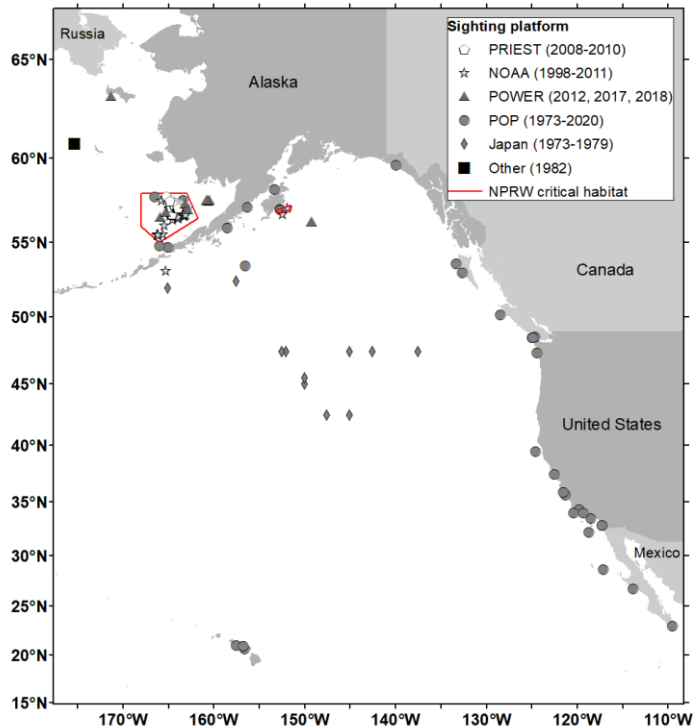 Russia
Alaska
Canada
United States
Mexico
Sighting platform
PRIEST (2008-2010)
NOAA (1998-2011)
POWER (2012, 2017, 2018)
POP (1973-2020)
Japan (1973-1979)
Other (1982)
NPRW critical habitat
65°N
60°N
55°N
50°N
45°N
40°N
35°N
30°N
25°N
20°N
15°N
170°W
160°W
150°W
140°W
130°W
120°W
110°W